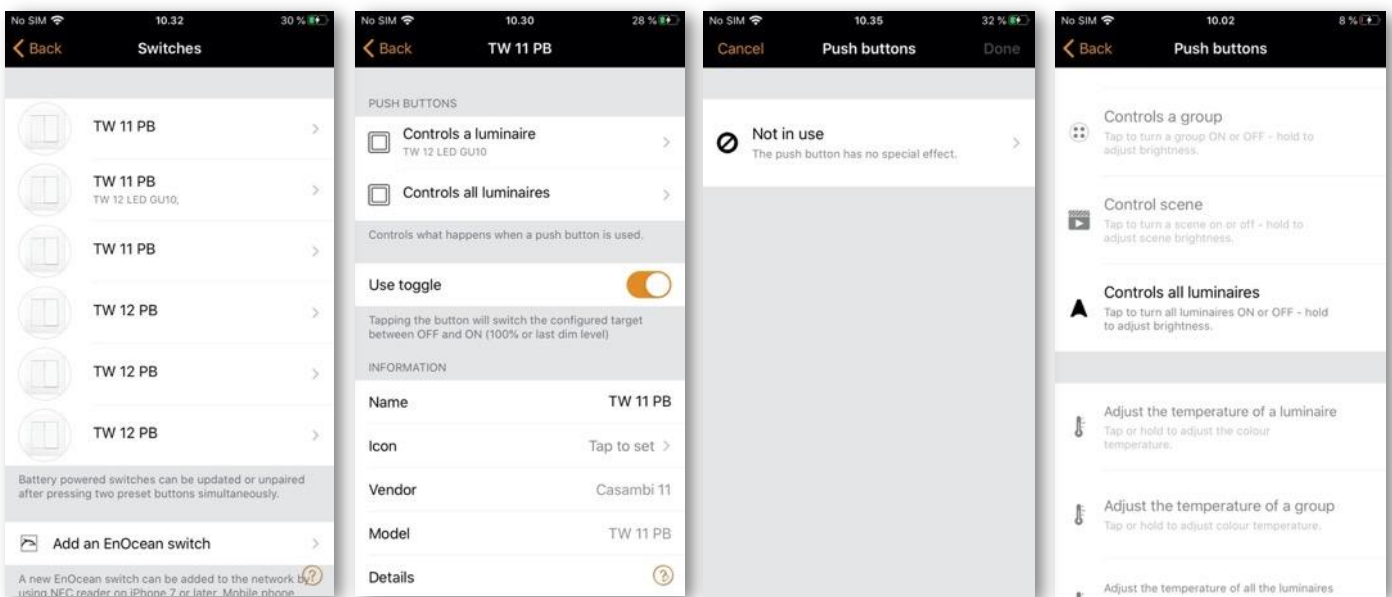 No SIM 10.32 30 %
Back Switches
TW 11 PB
TW 11 PB
TW 12 LED GU10,
TW 11 PB
TW 12 PB
TW 12 PB
TW 12 PB
Battery powered switches can be updated or unpaired
after pressing two preset buttons simultaneously.
Add an EnOcean switch
A new EnOcean switch can be added to the network by
using NFC reader on iPhone 7 or later. Mobile phone
No SIM 10.30 28 %
Back TW 11 PB
PUSH BUTTONS
Controls a luminaire
TW 12 LED GU10
Controls all luminaires
Controls what happens when a push button is used.
Use toggle
Tapping the button will switch the configured target
between OFF and ON (100% or last dim level)
INFORMATION
Name TW 11 PB
Icon Tap to set
Vendor Casambi 11
Model TW 11 PB
Details ?
No SIM 10.35 32 %
Cancel Push buttons Done
Not in use
The push button has no special effect.
No SIM 10.02 8 %
Back Push buttons
Controls a group
Tap to turn a group ON or OFF - hold to
adjust brightness.
Control scene
Tap to turn a scene on or off - hold to
adjust scene brightness.
Controls all luminaires
Tap to turn all luminaires ON or OFF - hold
to adjust brightness.
Adjust the temperature of a luminaire
Tap or hold to adjust the colour
temperature.
Adjust the temperature of a group
Tap or hold to adjust colour temperature.
Adjust the temperature of all the luminaires